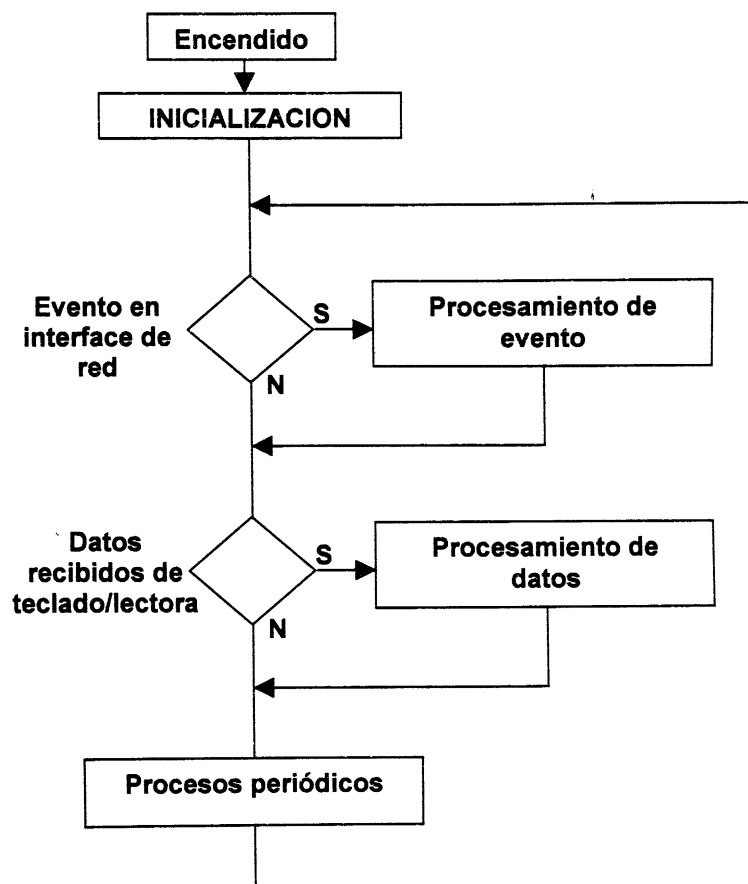 Encendido
INICIALIZACION
Evento en
interface de
red
S
N
Procesamiento de
evento
Datos
recibidos de
teclado/lectora
S
N
Procesamiento de
datos
Procesos periódicos